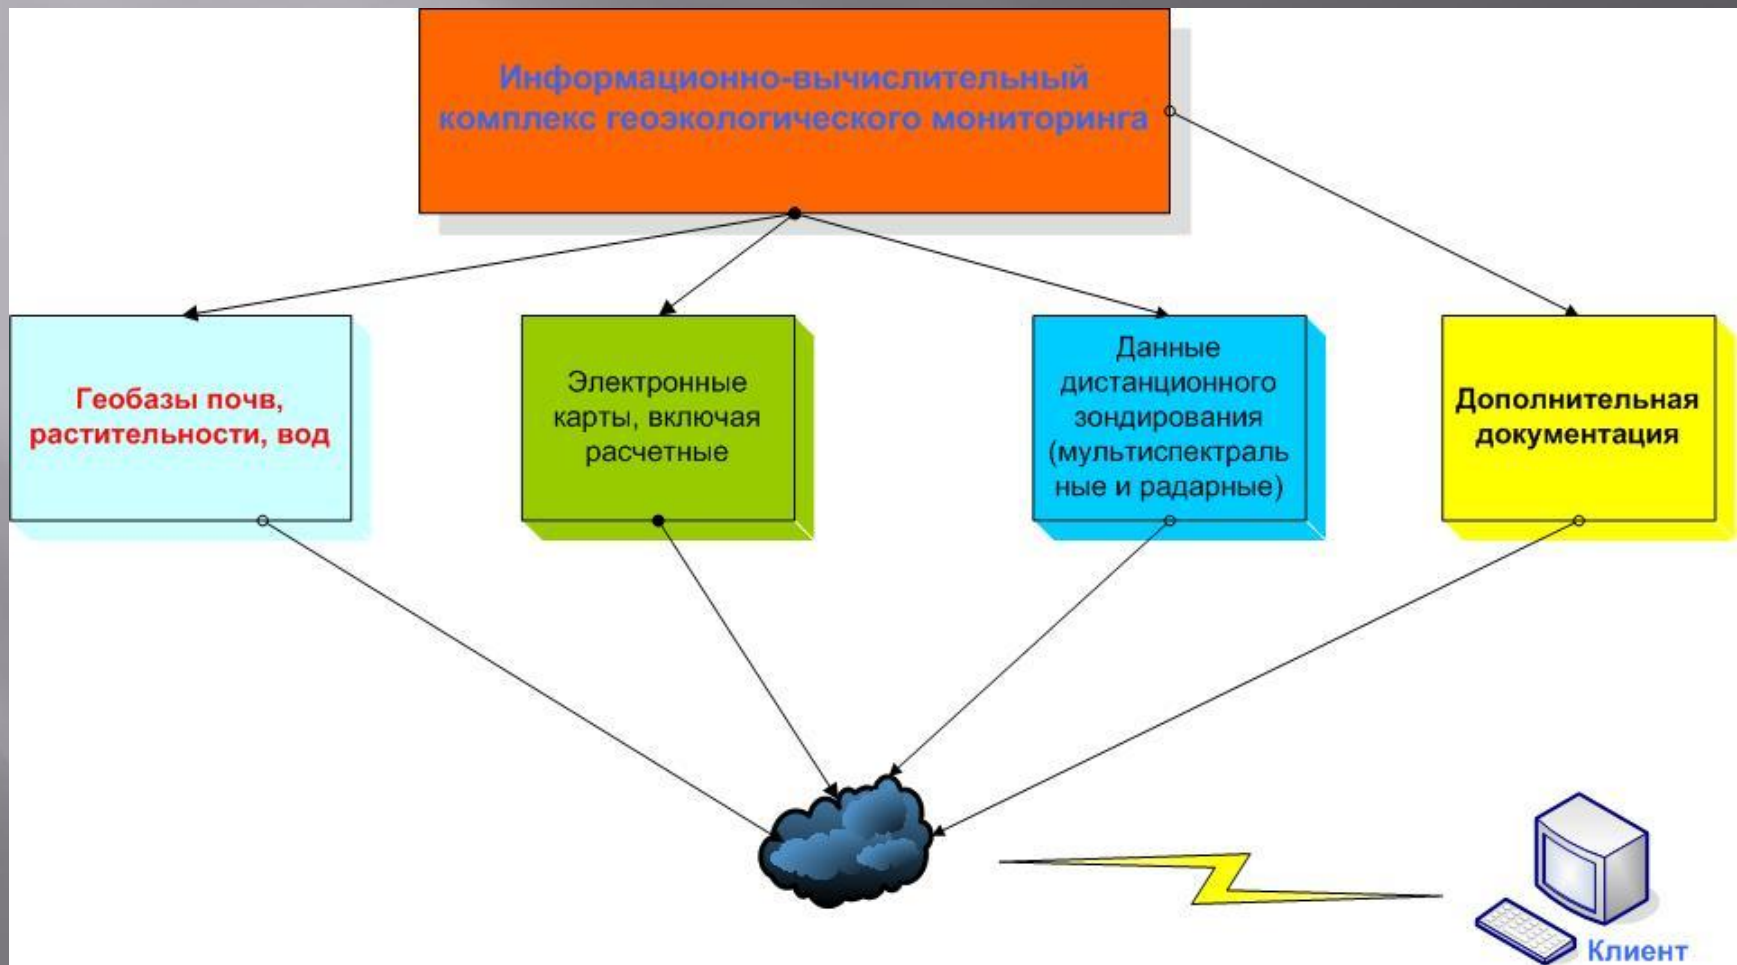 Информационно-вычислительный
комплекс геоэкологического мониторинга
Геобазы почв,
растительности, вод
Электронные
карты, включая
расчетные
Данные
дистанционного
зондирования
(мультиспектраль
ные и радарные)
Дополнительная
документация
Клиент